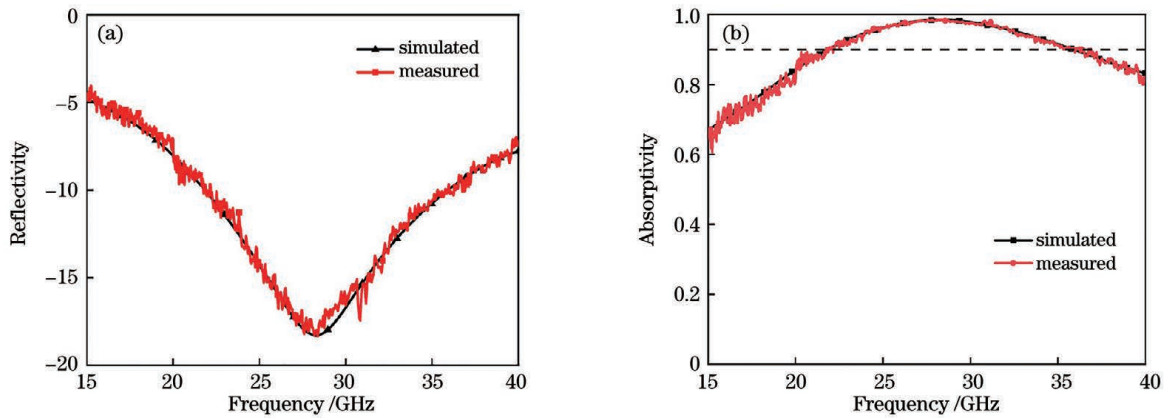 (a)
simulated
measured
0
−5
−10
−15
−20
15
20
25
30
35
40
Reflectivity
Frequency /GHz
(b)
simulated
measured
1.0
0.8
0.6
0.4
0.2
0
15
20
25
30
35
40
Absorptivity
Frequency /GHz